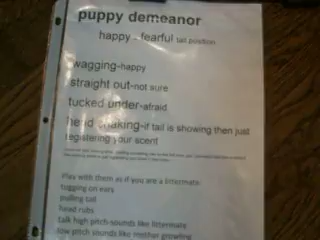 puppy demeanor
happy - fearful tail position
wagging-happy
straight out-not sure
tucked under-afraid
head shaking-if tail is showing then just
registering your scent
Play with them as if you are a littermate
tugging on ears
pulling tail
head rubs
talk high pitch-sounds like littermate
low pitch sounds like mother growling